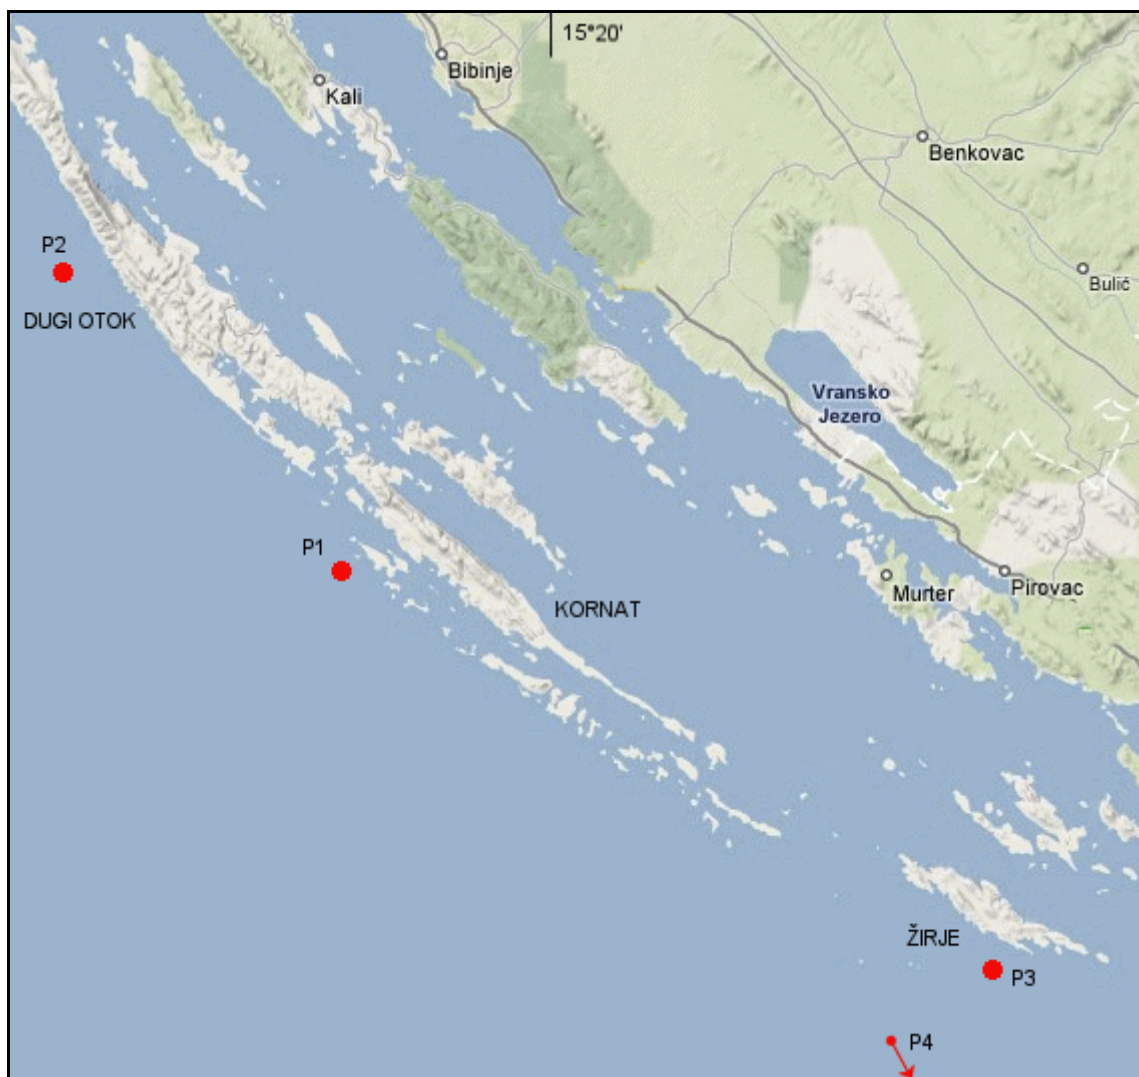 15°20'
Bibinje
Kali
Benkovac
P2
Bulić
DUGI OTOK
Vransko
Jezero
P1
Murter
Pirovac
KORNAT
ŽIRJE
P3
P4